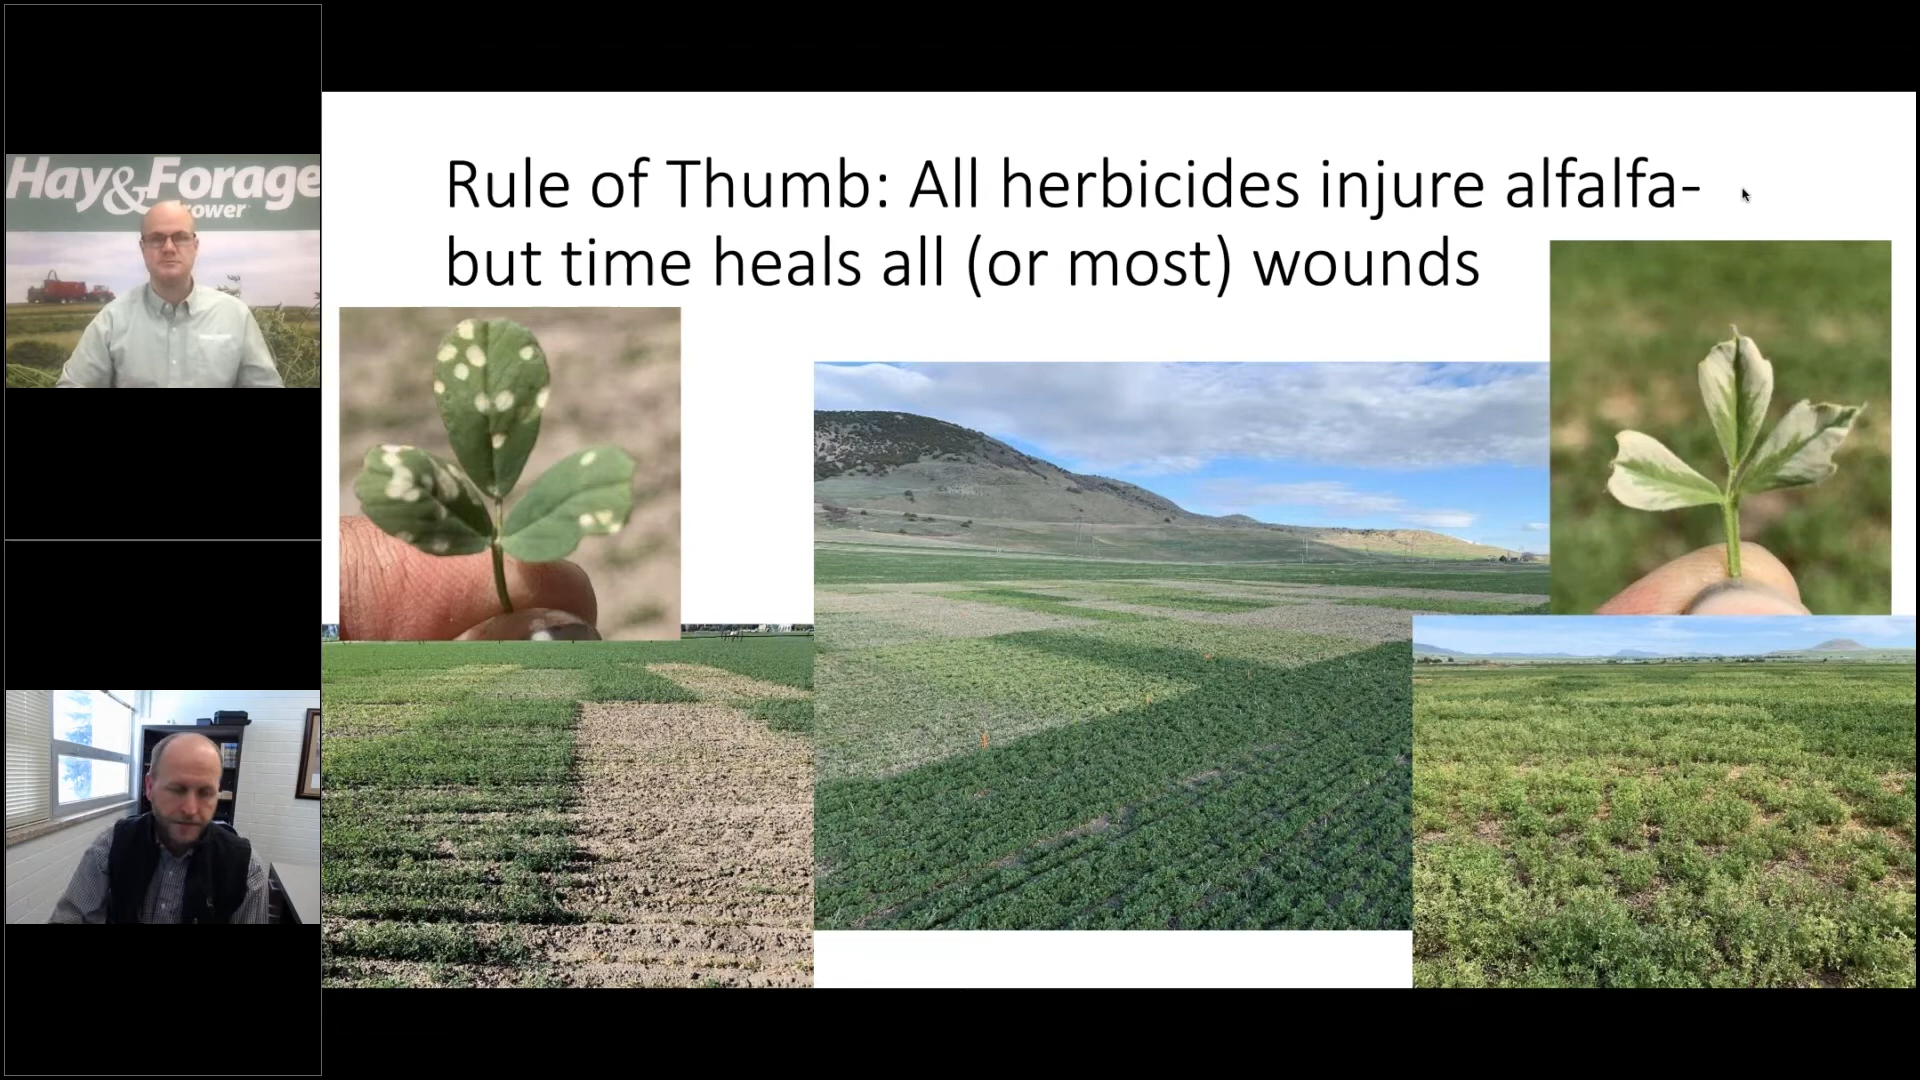 Hay&Forage
Grower
Rule of Thumb: All herbicides injure alfalfa-
but time heals all (or most) wounds